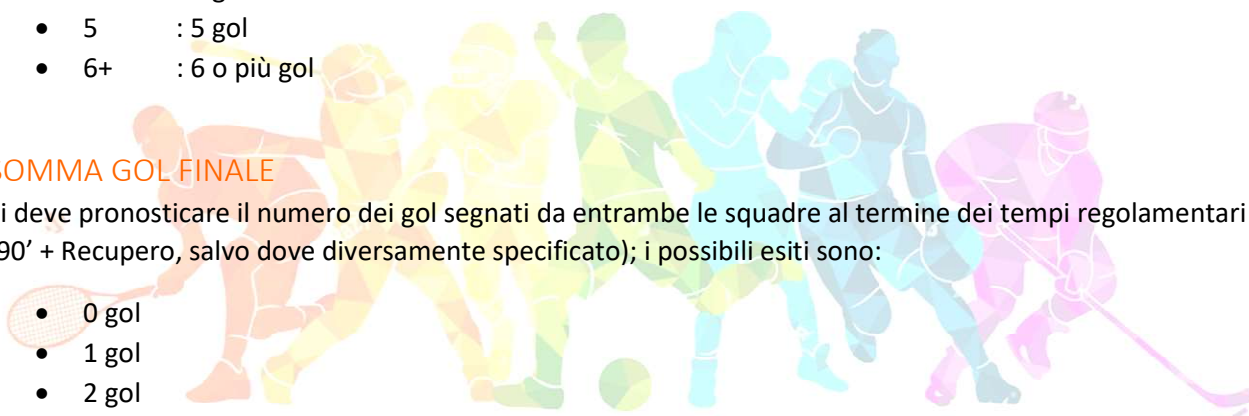 • 5 : 5 gol
• 6+ : 6 o più gol
SOMMA GOL FINALE
i deve pronosticare il numero dei gol segnati da entrambe le squadre al termine dei tempi regolamentari
90’ + Recupero, salvo dove diversamente specificato); i possibili esiti sono:
• 0 gol
• 1 gol
• 2 gol